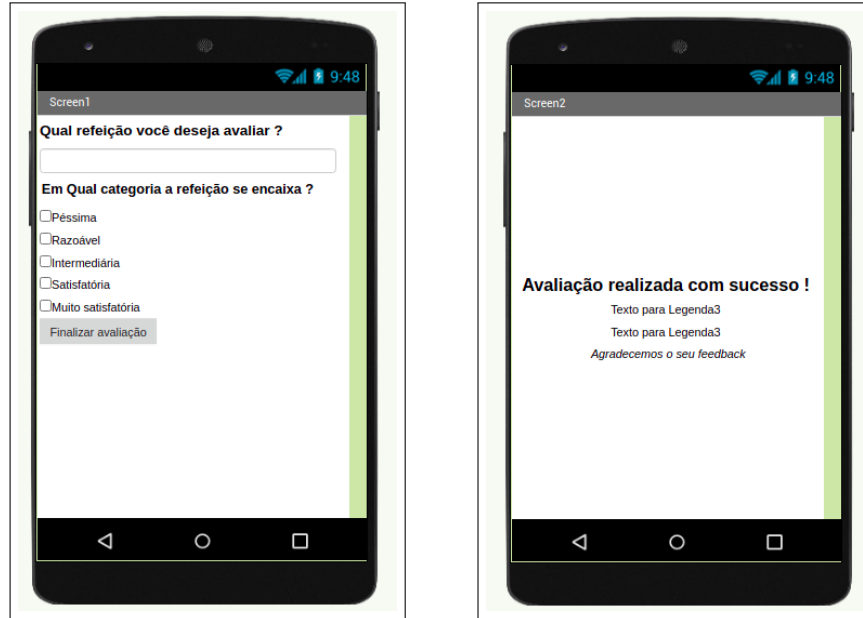 9:48
Screen1
Qual refeição você deseja avaliar ?
Em Qual categoria a refeição se encaixa ?
Péssima
Razoável
Intermediária
Satisfatória
Muito satisfatória
Finalizar avaliação
9:48
Screen2
Avaliação realizada com sucesso !
Texto para Legenda3
Texto para Legenda3
Agradecemos o seu feedback